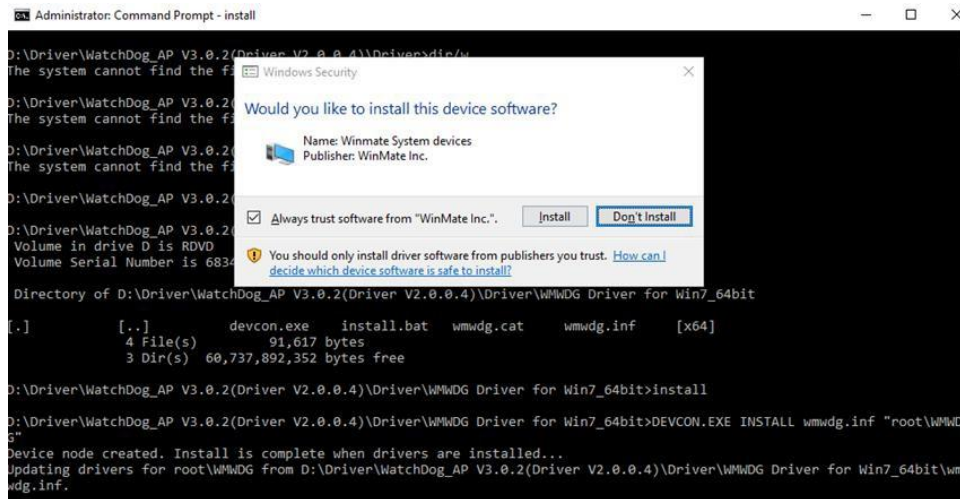 Administrator: Command Prompt - install
D:\Driver\WatchDog_AP V3.0.2(Driver V2.0.0.4)\\Driver>dir/w
The system cannot find the fi
D:\Driver\WatchDog_AP V3.0.2(
The system cannot find the fi
D:\Driver\WatchDog_AP V3.0.2(
The system cannot find the fi
D:\Driver\WatchDog_AP V3.0.2(
D:\Driver\WatchDog_AP V3.0.2(
Volume in drive D is RDVD
Volume Serial Number is 6834
Windows Security
Would you like to install this device software?
Name: Winmate System devices
Publisher: WinMate Inc.
Always trust software from "WinMate Inc.".
Install
Don't Install
You should only install driver software from publishers you trust. How can I
decide which device software is safe to install?
Directory of D:\Driver\WatchDog_AP V3.0.2(Driver V2.0.0.4)\Driver\WMWDG Driver for Win7_64bit
[.] [..] devcon.exe install.bat wmwdg.cat wmwdg.inf [x64]
4 File(s) 91,617 bytes
3 Dir(s) 60,737,892,352 bytes free
D:\Driver\WatchDog_AP V3.0.2(Driver V2.0.0.4)\Driver\WMWDG Driver for Win7_64bit>install
D:\Driver\WatchDog_AP V3.0.2(Driver V2.0.0.4)\Driver\WMWDG Driver for Win7_64bit>DEVCON.EXE INSTALL wmwdg.inf "root\WMWD
G"
Device node created. Install is complete when drivers are installed...
Updating drivers for root\WMWDG from D:\Driver\WatchDog_AP V3.0.2(Driver V2.0.0.4)\Driver\WMWDG Driver for Win7_64bit\wm
wdg.inf.